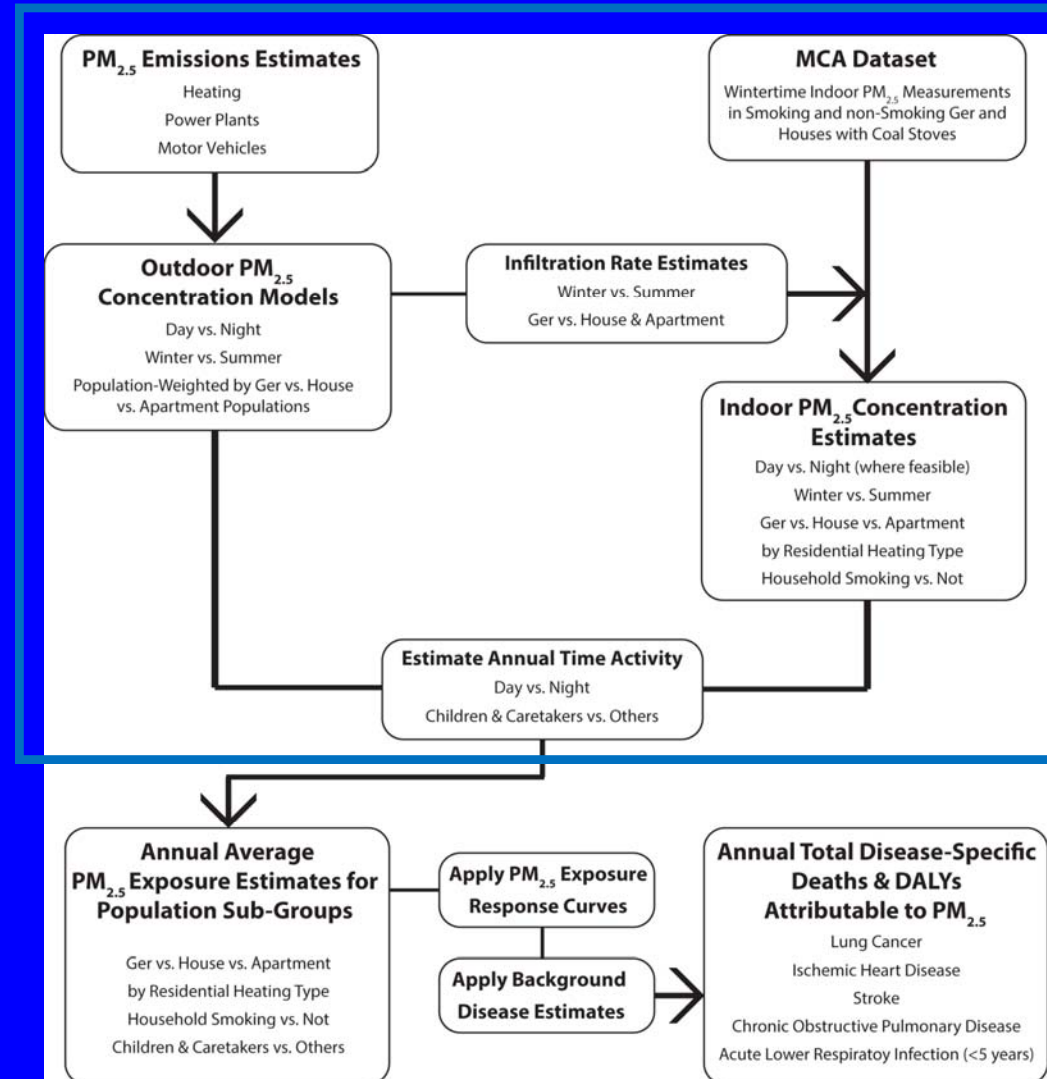 PM2.5 Emissions Estimates
Heating
Power Plants
Motor Vehicles
MCA Dataset
Wintertime Indoor PM2.5 Measurements
in Smoking and non-Smoking Ger and
Houses with Coal Stoves
Outdoor PM2.5
Concentration Models
Day vs. Night
Winter vs. Summer
Population-Weighted by Ger vs. House
vs. Apartment Populations
Infiltration Rate Estimates
Winter vs. Summer
Ger vs. House & Apartment
Indoor PM2.5 Concentration
Estimates
Day vs. Night (where feasible)
Winter vs. Summer
Ger vs. House vs. Apartment
by Residential Heating Type
Household Smoking vs. Not
Estimate Annual Time Activity
Day vs. Night
Children & Caretakers vs. Others
Annual Average
PM2.5 Exposure Estimates for
Population Sub-Groups
Ger vs. House vs. Apartment
by Residential Heating Type
Household Smoking vs. Not
Children & Caretakers vs. Others
Apply PM2.5 Exposure
Response Curves
Apply Background
Disease Estimates
Annual Total Disease-Specific
Deaths & DALYs
Attributable to PM2.5
Lung Cancer
Ischemic Heart Disease
Stroke
Chronic Obstructive Pulmonary Disease
Acute Lower Respiratoy Infection (<5 years)